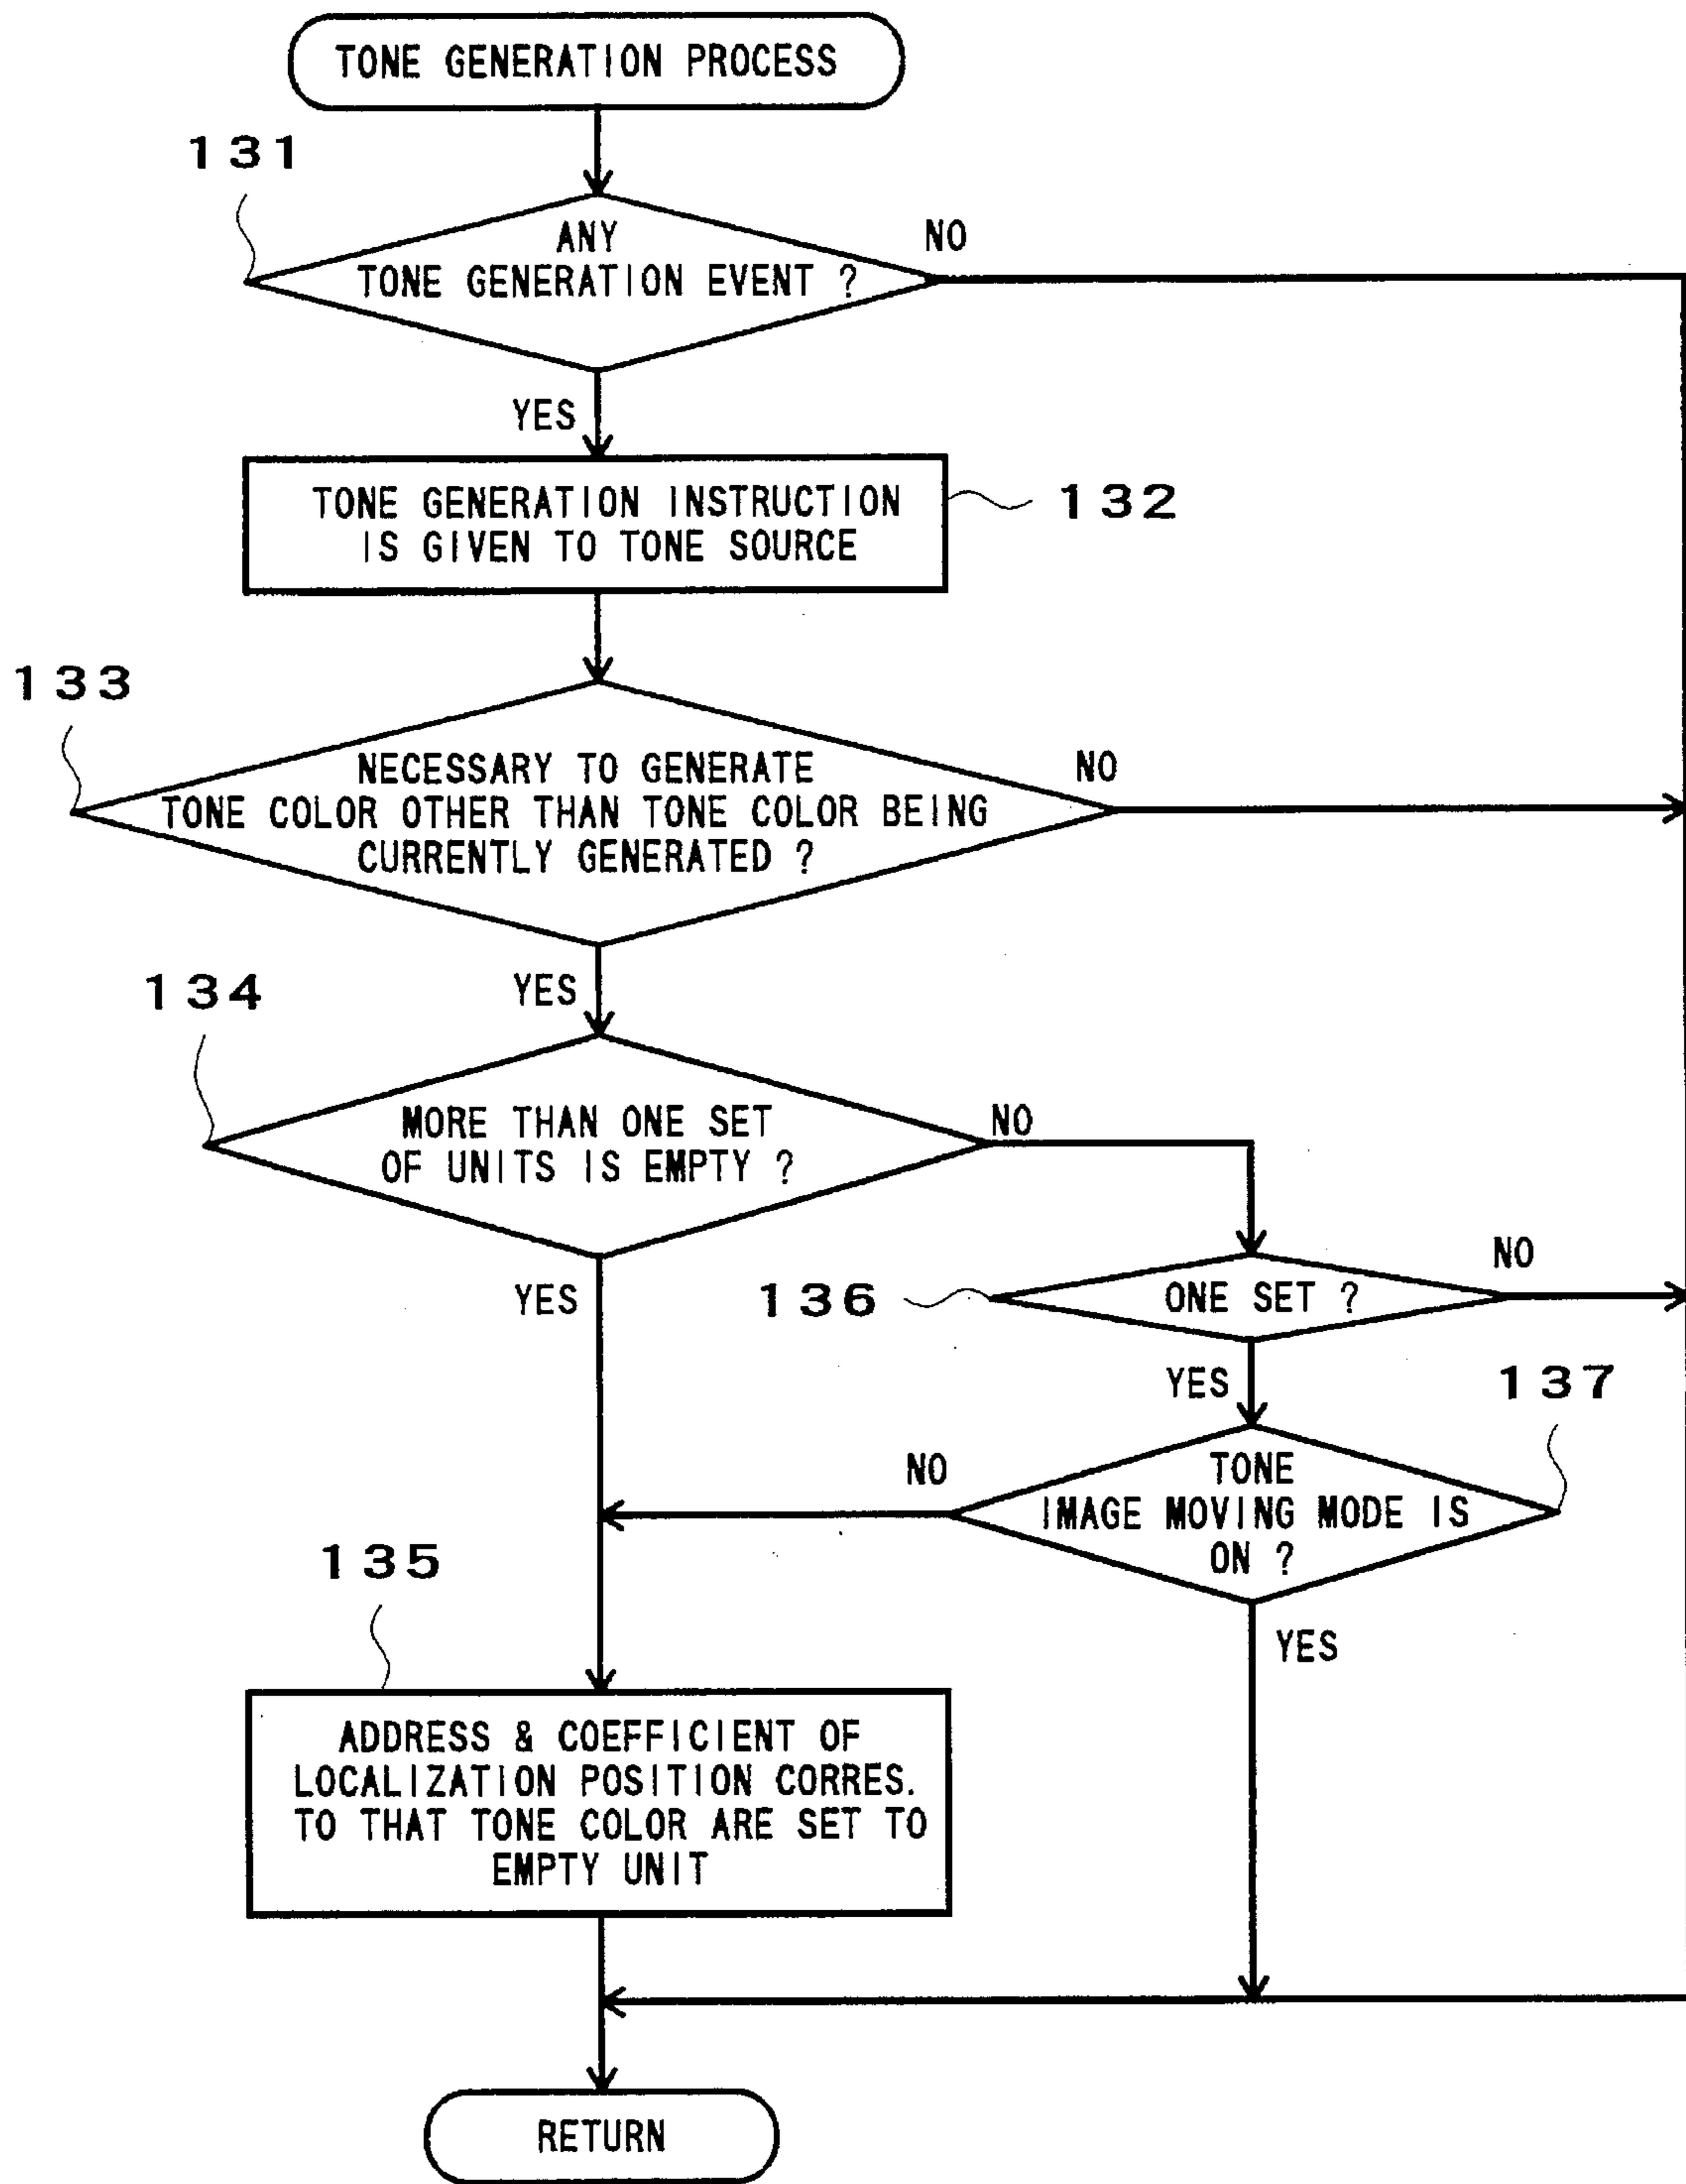 TONE GENERATION PROCESS
131
ANY
TONE GENERATION EVENT ?
NO
YES
TONE GENERATION INSTRUCTION
IS GIVEN TO TONE SOURCE
132
133
NECESSARY TO GENERATE
TONE COLOR OTHER THAN TONE COLOR BEING
CURRENTLY GENERATED ?
NO
YES
134
MORE THAN ONE SET
OF UNITS IS EMPTY ?
NO
YES
136
ONE SET ?
NO
YES
137
TONE
IMAGE MOVING MODE IS
ON ?
NO
YES
135
ADDRESS & COEFFICIENT OF
LOCALIZATION POSITION CORRES.
TO THAT TONE COLOR ARE SET TO
EMPTY UNIT
RETURN